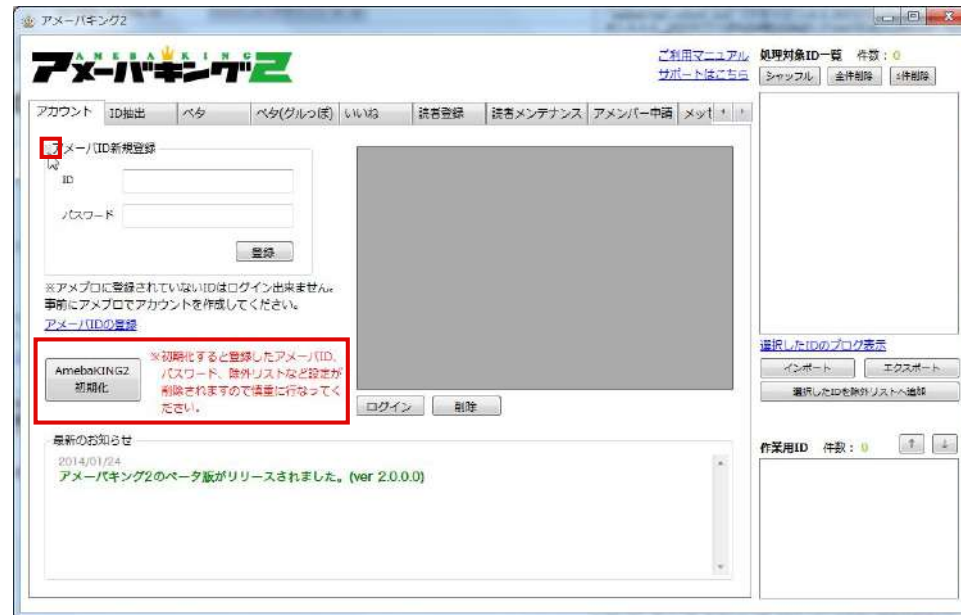 アメーバキング2
AMEBAKING
アメーバキング2
ご利用マニュアル
サポートはこちら
処理対象ID一覧 件数：0
シャッフル 全件削除 1件削除
アカウント ID抽出 ペタ ペタ(グルっぽ) いいね 読者登録 読者メンテナンス アメンバー申請 メッt
アメーバID新規登録
ID
パスワード
登録
※アメブロに登録されていないIDはログイン出来ません。
事前にアメブロでアカウントを作成してください。
アメーバIDの登録
AmebaKING2
初期化
※初期化すると登録したアメーバID、
パスワード、除外リストなど設定が
削除されますので慎重に行なってく
ださい。
ログイン 削除
選択したIDのブログ表示
インポート エクスポート
選択したIDを除外リストへ追加
最新のお知らせ
2014/01/24
アメーバキング2のベータ版がリリースされました。(ver 2.0.0.0)
作業用ID 件数：0 ↑ ↓